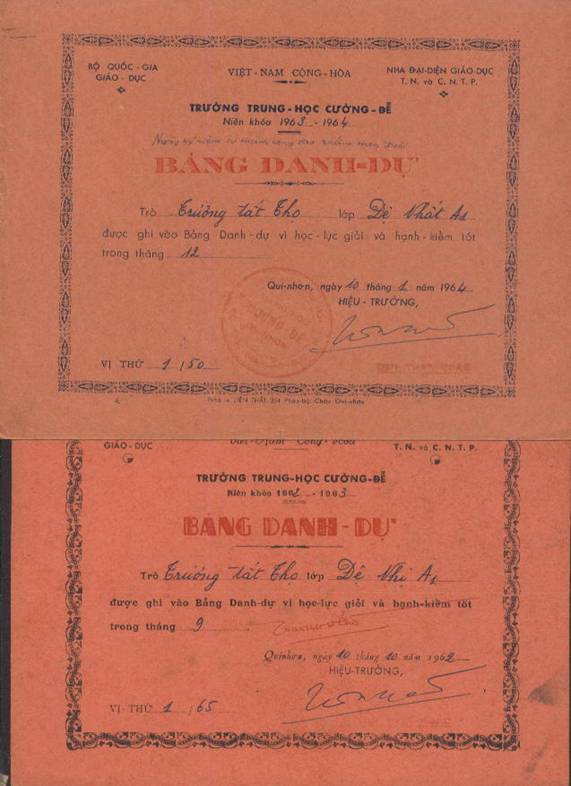 BỘ QUỐC-GIA
GIÁO-DỤC
VIỆT-NAM CỘNG-HÒA
NHA ĐẠI-DIỆN GIÁO-DỤC
T. N. và C. N. T. P.
TRƯỜNG TRUNG-HỌC CƯỜNG-ĐỂ
Niên khóa 1963-1964
BẢNG DANH-DỰ
Trò Trương tất Thọ lớp Đệ Nhất A1
được ghi vào Bảng Danh-dự vì học-lực giỏi và hạnh-kiểm tốt
trong tháng 12
Qui-nhơn, ngày 10 tháng 1 năm 1964
HIỆU-TRƯỞNG,
CƯỜNG ĐỂ
VỊ THỨ 1/50
GIÁO-DỤC
Việt-Nam Cộng-Hòa
T. N. và C. N. T. P.
TRƯỜNG TRUNG-HỌC CƯỜNG-ĐỂ
Niên khóa 1962-1963
BẢNG DANH-DỰ
Trò Trương tất Thọ lớp Đệ Nhị A1
được ghi vào Bảng Danh-dự vì học-lực giỏi và hạnh-kiểm tốt
trong tháng 9
Quinhơn, ngày 10 tháng 10 năm 1962
HIỆU-TRƯỞNG,
VỊ THỨ 1/65